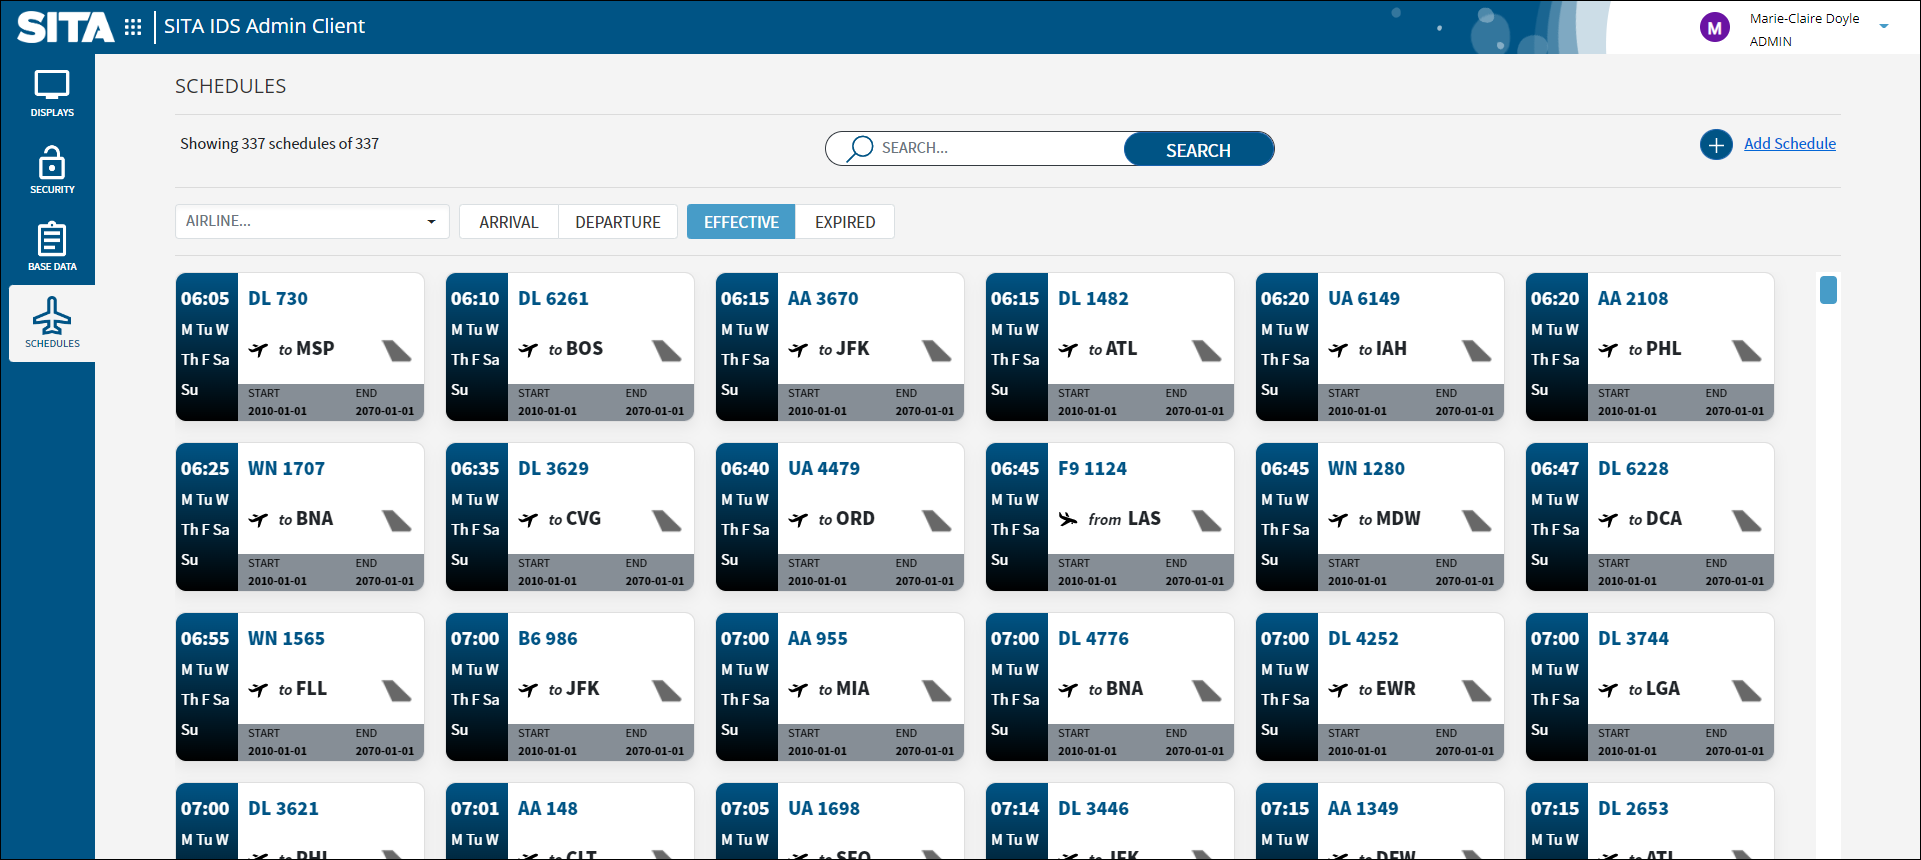 SITA SITA IDS Admin Client
M Marie-Claire Doyle
ADMIN
DISPLAYS
SECURITY
BASE DATA
SCHEDULES
SCHEDULES
Showing 337 schedules of 337
SEARCH... SEARCH
Add Schedule
AIRLINE... ARRIVAL DEPARTURE EFFECTIVE EXPIRED
06:05 DL 730
M Tu W
Th F Sa
Su
to MSP
START END
2010-01-01 2070-01-01
06:10 DL 6261
M Tu W
Th F Sa
Su
to BOS
START END
2010-01-01 2070-01-01
06:15 AA 3670
M Tu W
Th F Sa
Su
to JFK
START END
2010-01-01 2070-01-01
06:15 DL 1482
M Tu W
Th F Sa
Su
to ATL
START END
2010-01-01 2070-01-01
06:20 UA 6149
M Tu W
Th F Sa
Su
to IAH
START END
2010-01-01 2070-01-01
06:20 AA 2108
M Tu W
Th F Sa
Su
to PHL
START END
2010-01-01 2070-01-01
06:25 WN 1707
M Tu W
Th F Sa
Su
to BNA
START END
2010-01-01 2070-01-01
06:35 DL 3629
M Tu W
Th F Sa
Su
to CVG
START END
2010-01-01 2070-01-01
06:40 UA 4479
M Tu W
Th F Sa
Su
to ORD
START END
2010-01-01 2070-01-01
06:45 F9 1124
M Tu W
Th F Sa
Su
from LAS
START END
2010-01-01 2070-01-01
06:45 WN 1280
M Tu W
Th F Sa
Su
to MDW
START END
2010-01-01 2070-01-01
06:47 DL 6228
M Tu W
Th F Sa
Su
to DCA
START END
2010-01-01 2070-01-01
06:55 WN 1565
M Tu W
Th F Sa
Su
to FLL
START END
2010-01-01 2070-01-01
07:00 B6 986
M Tu W
Th F Sa
Su
to JFK
START END
2010-01-01 2070-01-01
07:00 AA 955
M Tu W
Th F Sa
Su
to MIA
START END
2010-01-01 2070-01-01
07:00 DL 4776
M Tu W
Th F Sa
Su
to BNA
START END
2010-01-01 2070-01-01
07:00 DL 4252
M Tu W
Th F Sa
Su
to EWR
START END
2010-01-01 2070-01-01
07:00 DL 3744
M Tu W
Th F Sa
Su
to LGA
START END
2010-01-01 2070-01-01
07:00 DL 3621
M Tu W
to PHL
07:01 AA 148
M Tu W
to CLT
07:05 UA 1698
M Tu W
to SFO
07:14 DL 3446
M Tu W
to JFK
07:15 AA 1349
M Tu W
to DFW
07:15 DL 2653
M Tu W
to ATL